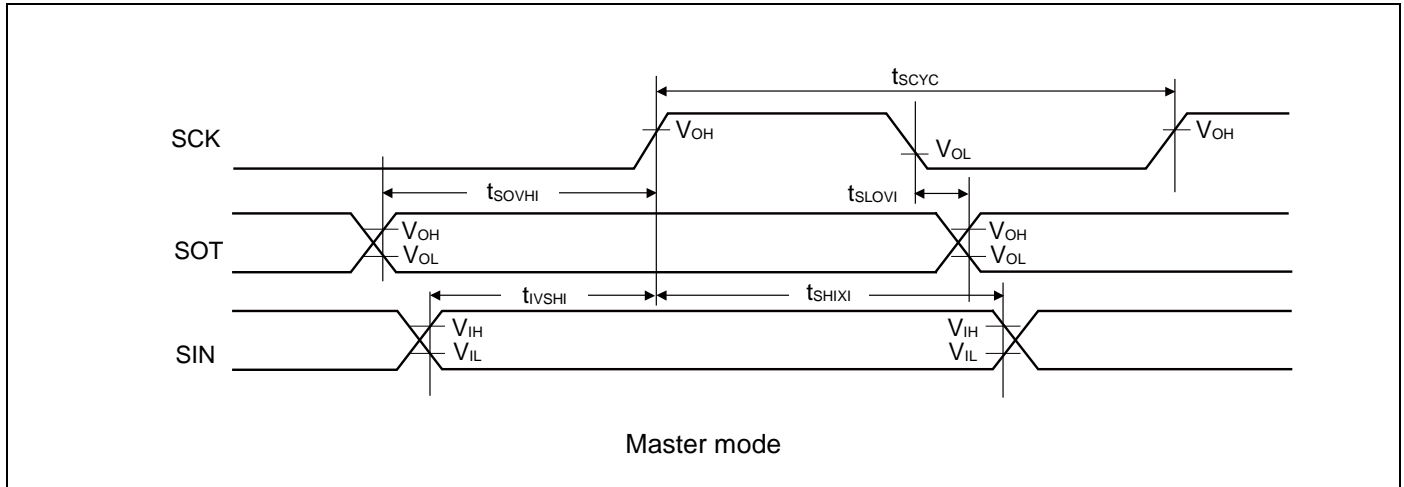 tSCYC
SCK
VOH
VOL
VOH
tSOVHI
tSLOVI
SOT
VOH
VOL
VOH
VOL
tIVSHI
tSHIXI
SIN
VIH
VIL
VIH
VIL
Master mode